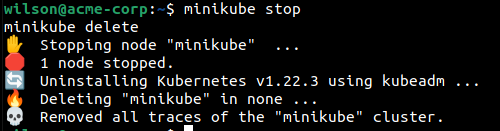 wilson@acme-corp:~$ minikube stop
minikube delete
✋ Stopping node "minikube" ...
🛑 1 node stopped.
🔄 Uninstalling Kubernetes v1.22.3 using kubeadm ...
🔥 Deleting "minikube" in none ...
💀 Removed all traces of the "minikube" cluster.